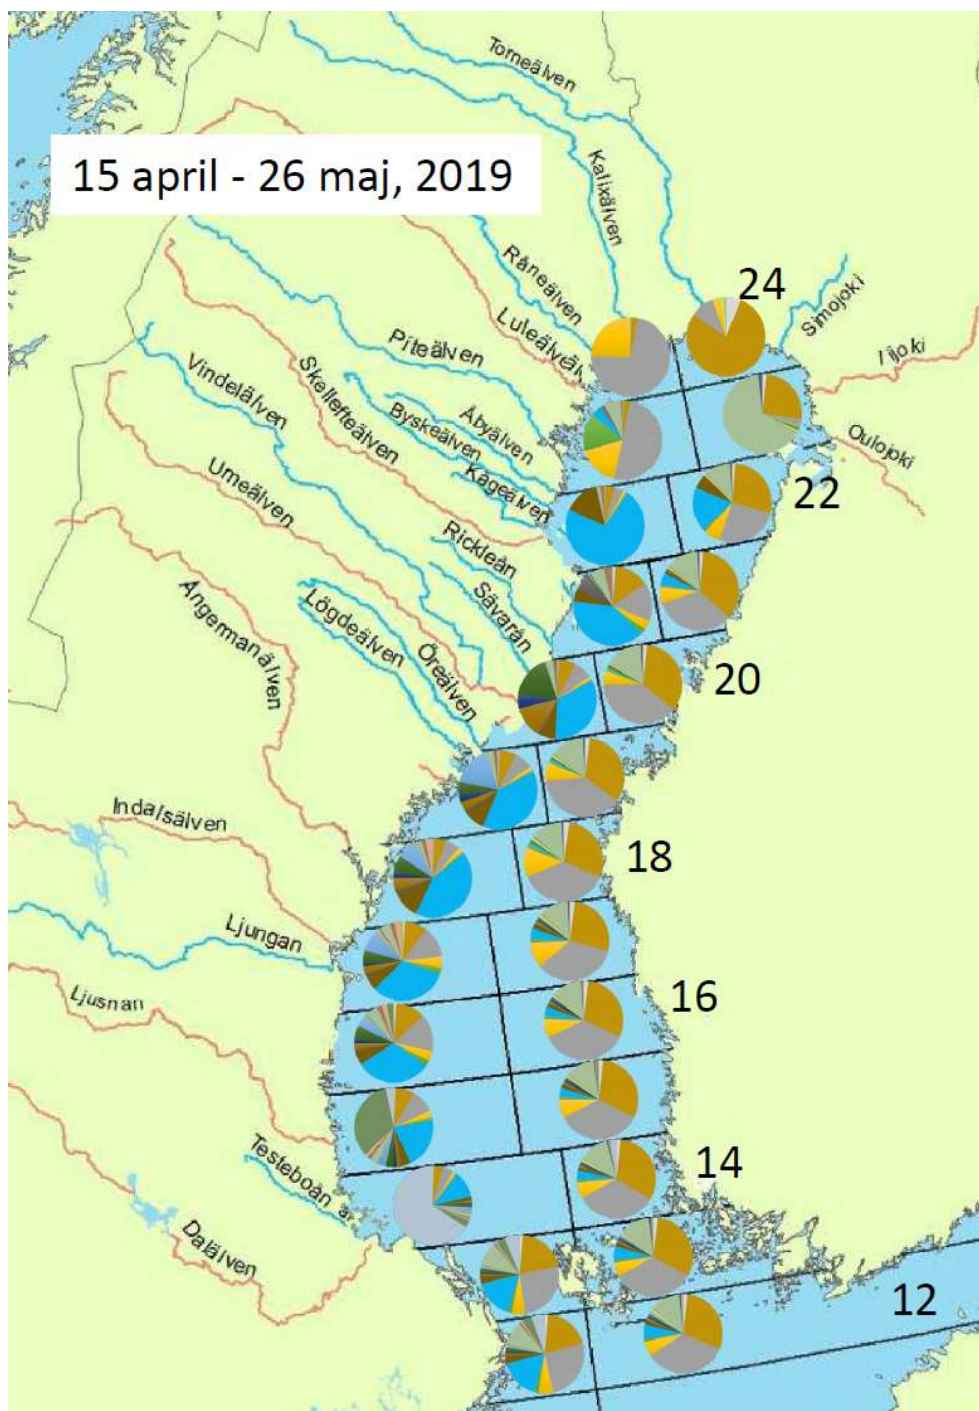 Torneälven
15 april - 26 maj, 2019
Kalixälven
Råneälven
24
Simojoki
Luleälv
Iijoki
Piteälven
Vindelälven
Skellefteälven
Åbyälven
Byskeälven
Oulojoki
Umeälven
Kågeälven
22
Rickleån
Ångermanälven
Sävarån
Lögdeälven
Öreälven
20
Indalsälven
18
Ljungan
Ljusnan
16
Testeboån
14
Dalälven
12